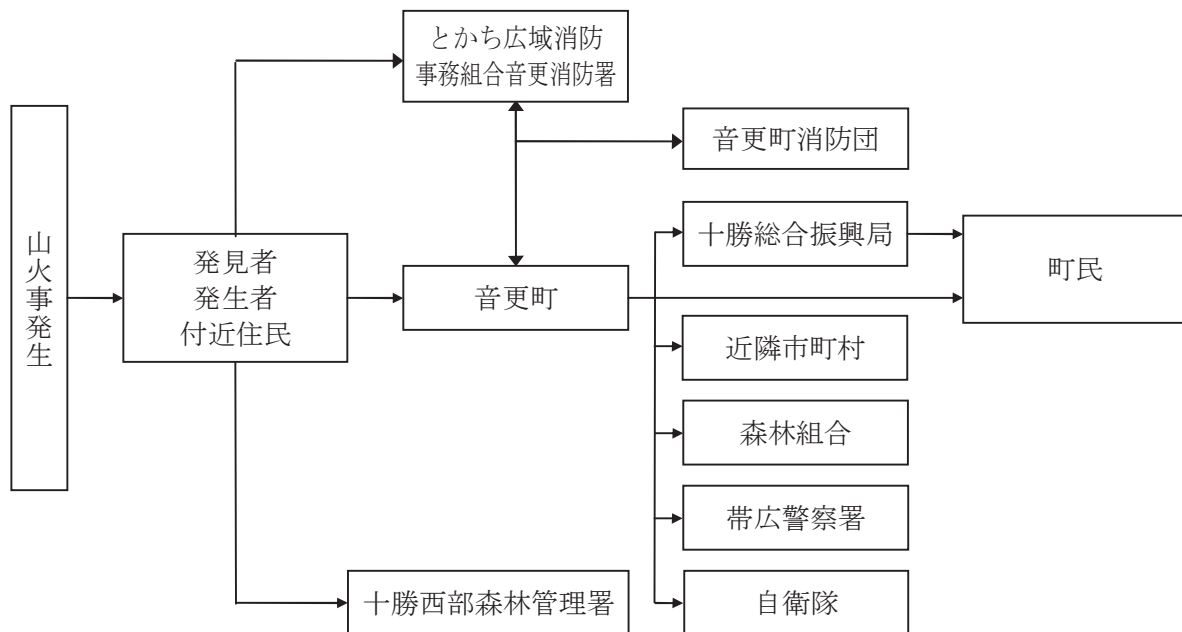 とかち広域消防
事務組合音更消防署
音更町消防団
山火事発生
発見者
発生者
付近住民
音更町
十勝総合振興局
町民
近隣市町村
森林組合
帯広警察署
十勝西部森林管理署
自衛隊